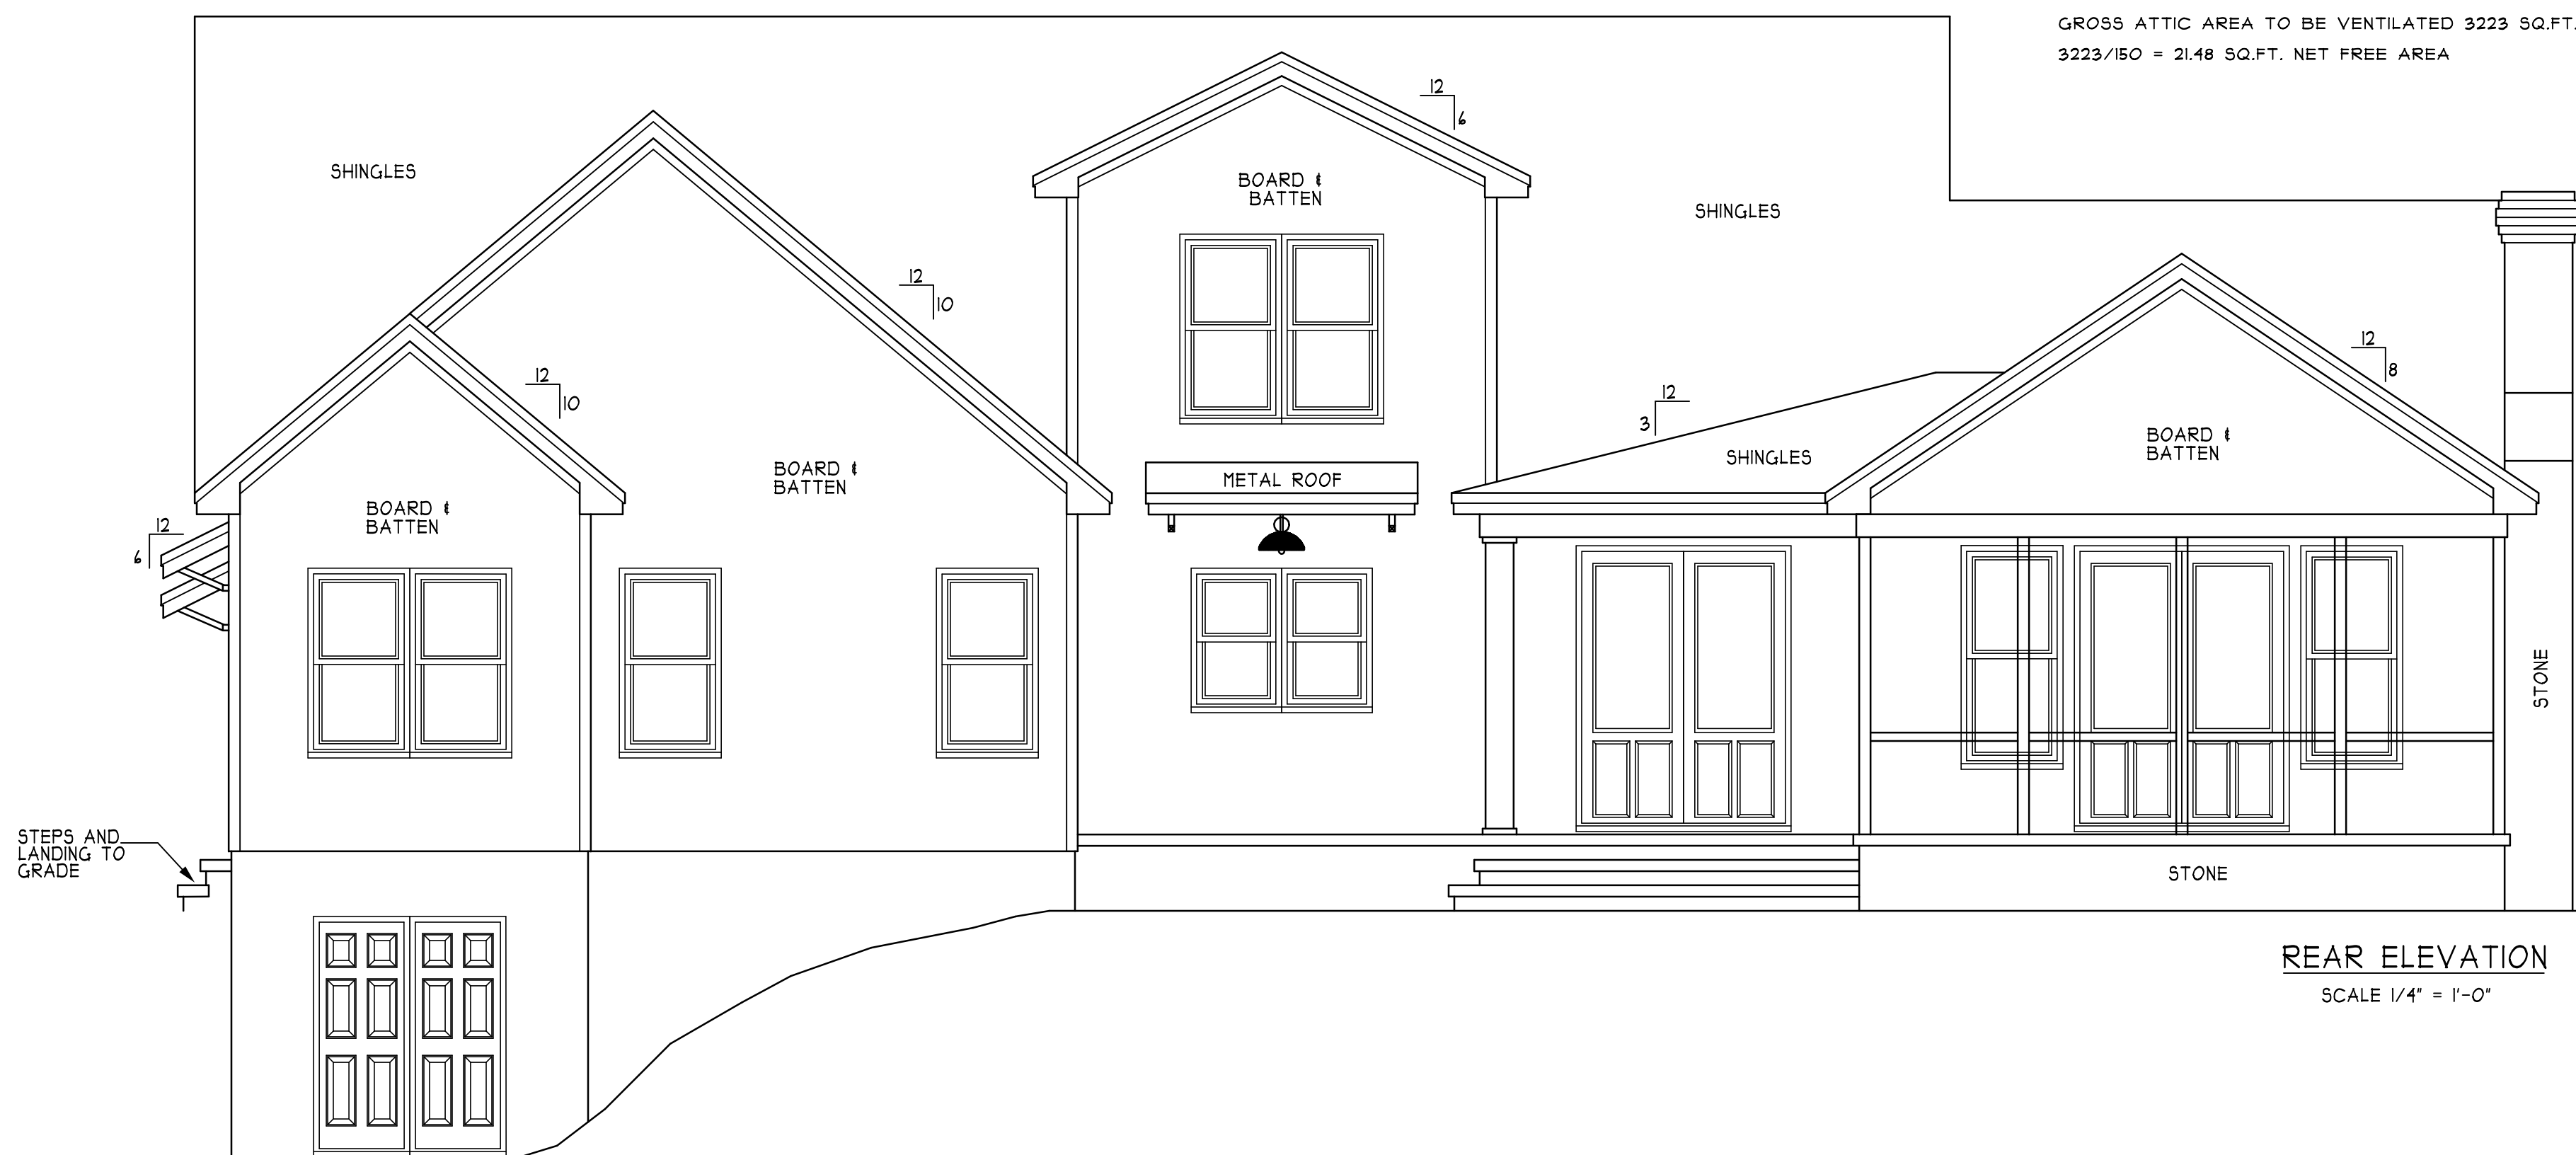 GROSS ATTIC AREA TO BE VENTILATED 3223 SQ.FT.
3223/150 = 21.48 SQ.FT. NET FREE AREA
12
6
SHINGLES
BOARD &
BATTEN
SHINGLES
12
10
12
8
12
10
12
3
BOARD &
BATTEN
SHINGLES
BOARD &
BATTEN
METAL ROOF
BOARD &
BATTEN
12
6
STONE
STEPS AND
LANDING TO
GRADE
STONE
REAR ELEVATION
SCALE 1/4" = 1'-0"